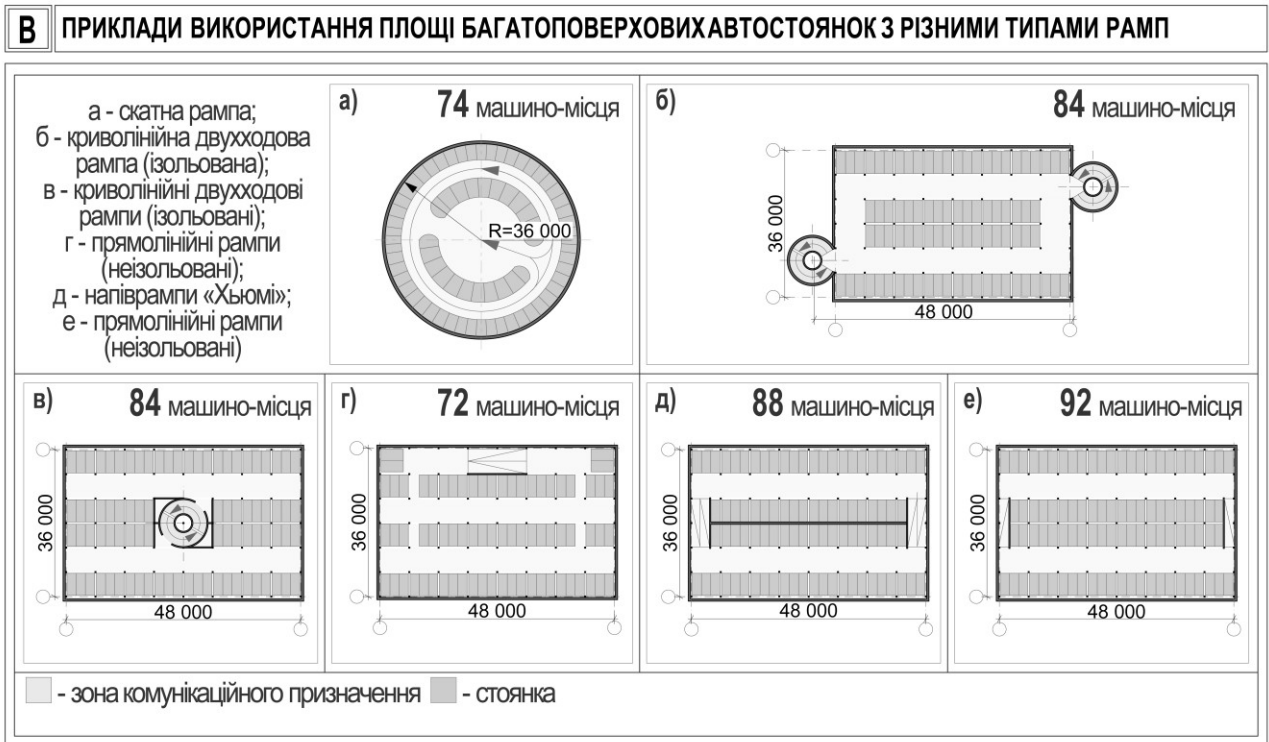 В
ПРИКЛАДИ ВИКОРИСТАННЯ ПЛОЩІ БАГАТОПОВЕРХОВИХ АВТОСТОЯНОК З РІЗНИМИ ТИПАМИ РАМП
а - скатна рампа;
б - криволінійна двухходова
рампа (ізольована);
в - криволінійні двухходові
рампи (ізольовані);
г - прямолінійні рампи
(неізольовані);
д - напіврампи «Хьюмі»;
е - прямолінійні рампи
(неізольовані)
а) 74 машино-місця
R=36 000
б) 84 машино-місця
36 000
48 000
в) 84 машино-місця
36 000
48 000
г) 72 машино-місця
36 000
48 000
д) 88 машино-місця
36 000
48 000
е) 92 машино-місця
36 000
48 000
- зона комунікаційного призначення - стоянка